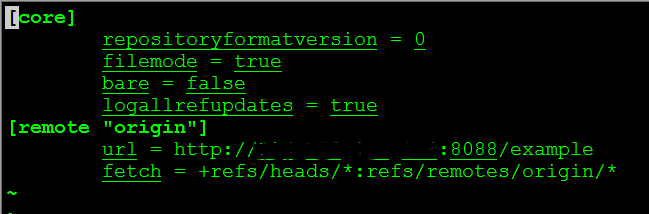 [core]
repositoryformatversion = 0
filemode = true
bare = false
logallrefupdates = true
[remote "origin"]
url = http://:8088/example
fetch = +refs/heads/*:refs/remotes/origin/*
~